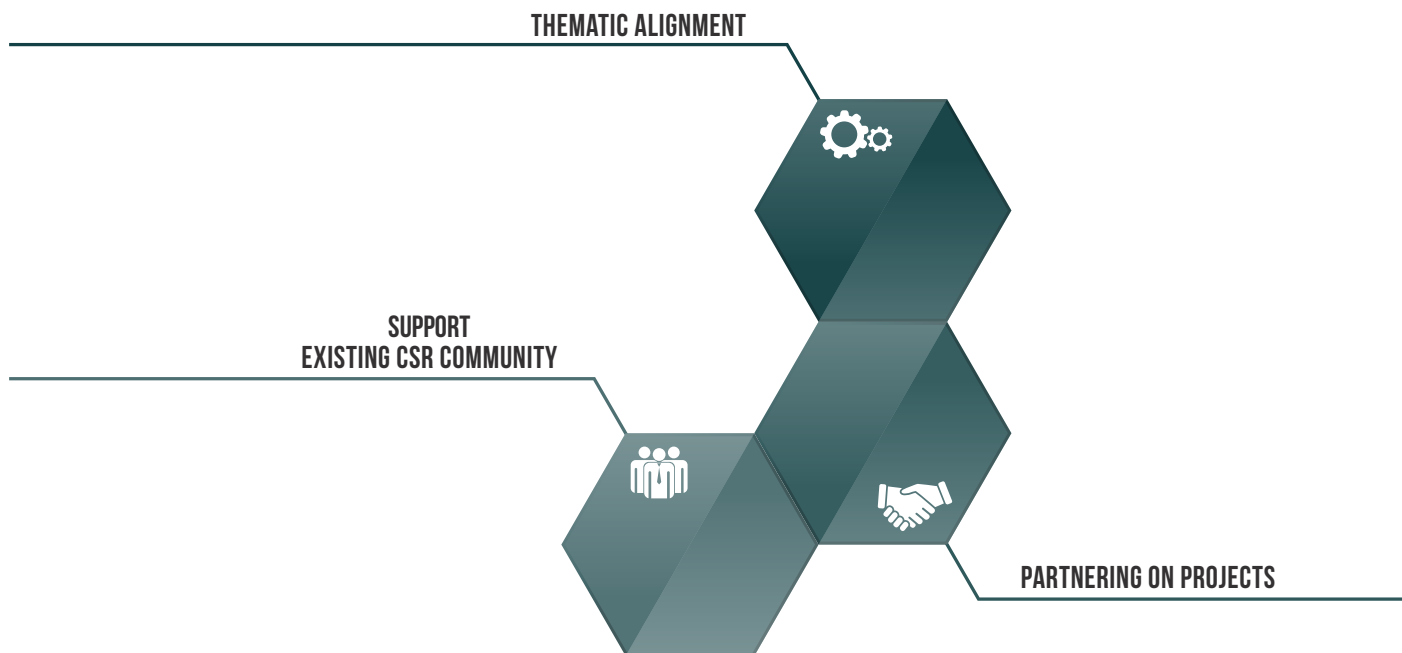 THEMATIC ALIGNMENT
SUPPORT
EXISTING CSR COMMUNITY
PARTNERING ON PROJECTS